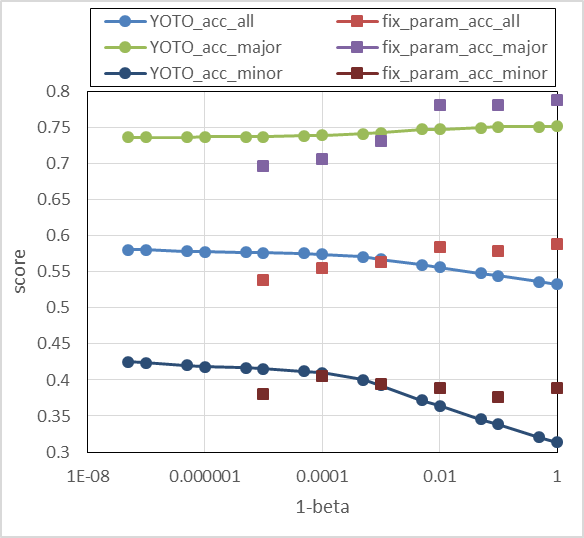 YOTO_acc_all fix_param_acc_all
YOTO_acc_major fix_param_acc_major
YOTO_acc_minor fix_param_acc_minor
0.8
0.75
0.7
0.65
0.6
0.55
0.5
0.45
0.4
0.35
0.3
score
1E-08 0.000001 0.0001 0.01 1
1-beta